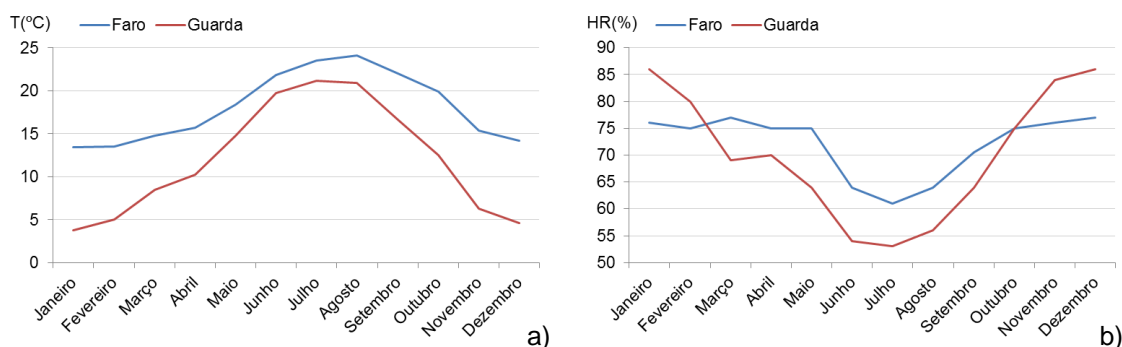 T(ºC)
Faro
Guarda
25
20
15
10
5
0
Janeiro
Fevereiro
Março
Abril
Maio
Junho
Julho
Agosto
Setembro
Outubro
Novembro
Dezembro
a)
HR(%)
Faro
Guarda
90
85
80
75
70
65
60
55
50
Janeiro
Fevereiro
Março
Abril
Maio
Junho
Julho
Agosto
Setembro
Outubro
Novembro
Dezembro
b)